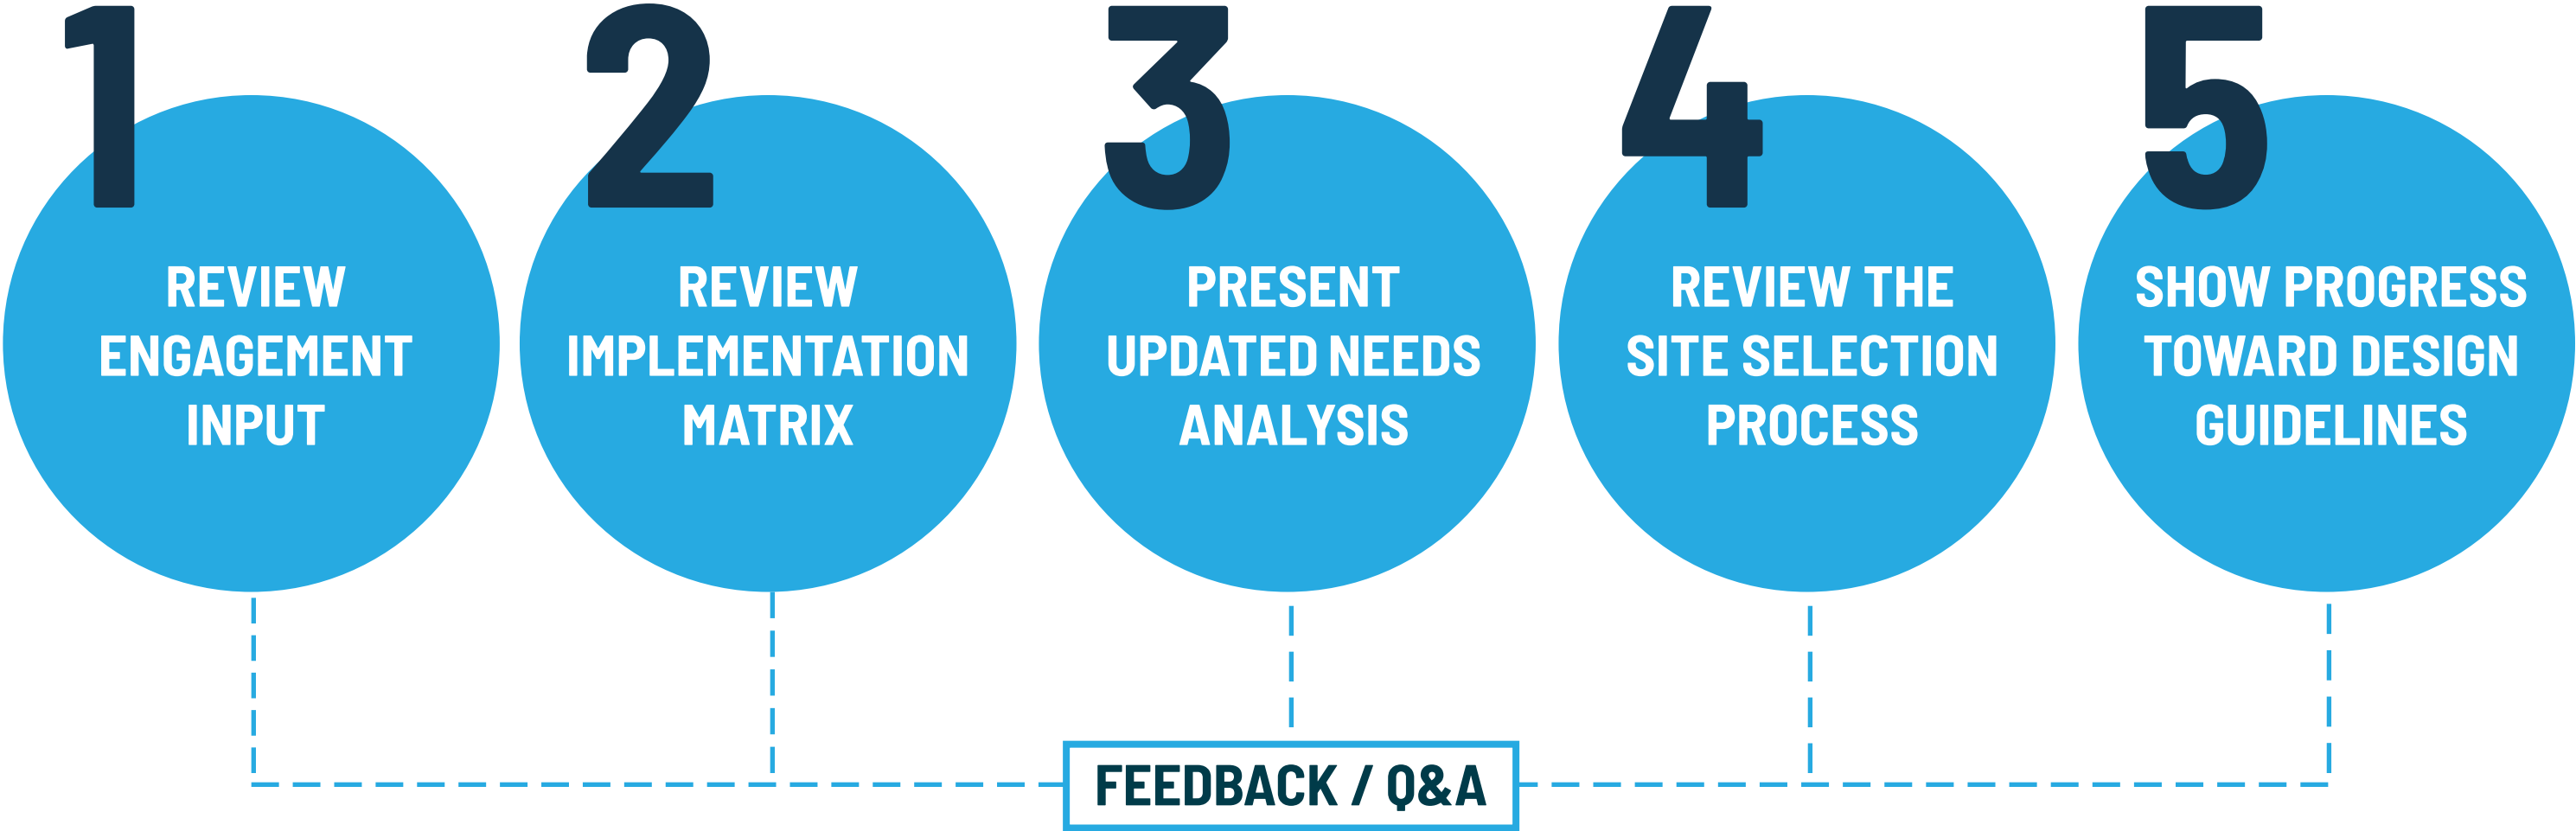 1
REVIEW
ENGAGEMENT
INPUT
2
REVIEW
IMPLEMENTATION
MATRIX
3
PRESENT
UPDATED NEEDS
ANALYSIS
4
REVIEW THE
SITE SELECTION
PROCESS
5
SHOW PROGRESS
TOWARD DESIGN
GUIDELINES
FEEDBACK / Q&A